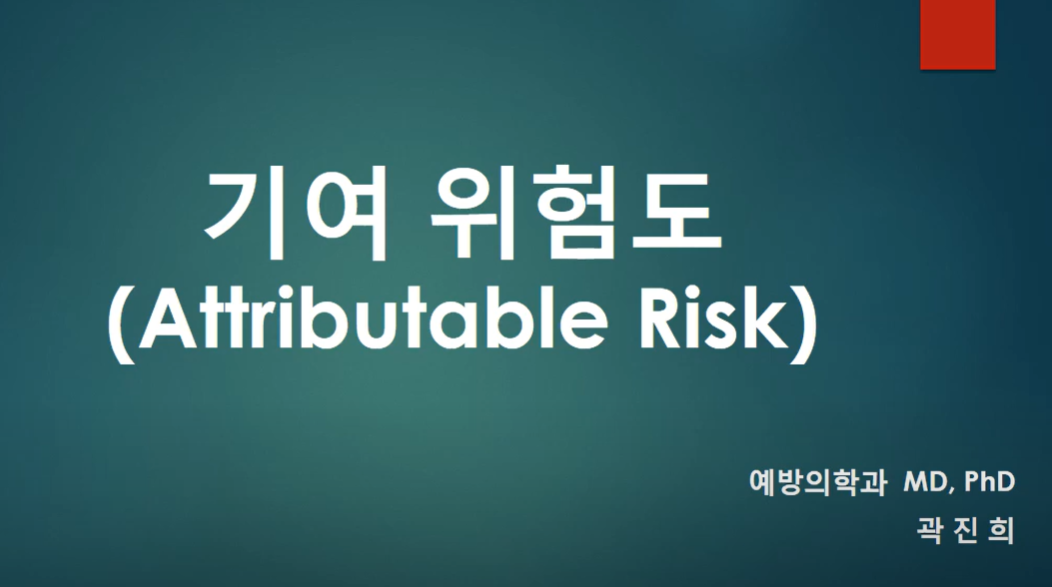 기여 위험도
(Attributable Risk)
예방의학과 MD, PhD
곽 진 희